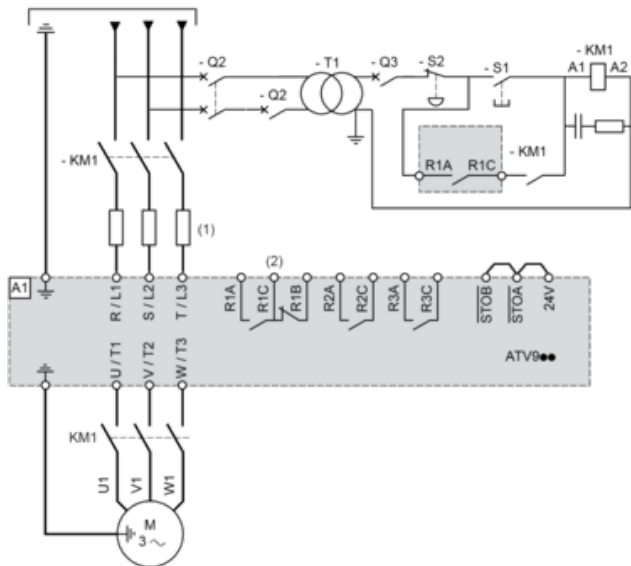 - Q2
- T1
- Q3
- S2
- S1
- KM1
A1
A2
- Q2
- KM1
R1A
R1C
- KM1
(1)
(2)
A1
R / L1
S / L2
T / L3
R1A
R1C
R1B
R2A
R2C
R3A
R3C
STOB
STOA
24V
U / T1
V / T2
W / T3
ATV9●●
KM1
U1
V1
W1
M
3 ~